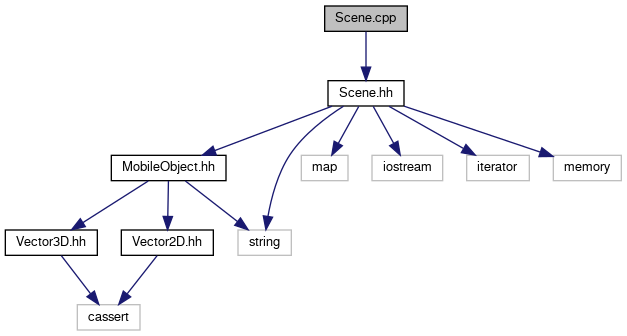 Scene.cpp
Scene.hh
MobileObject.hh
map
iostream
iterator
memory
Vector3D.hh
Vector2D.hh
string
cassert